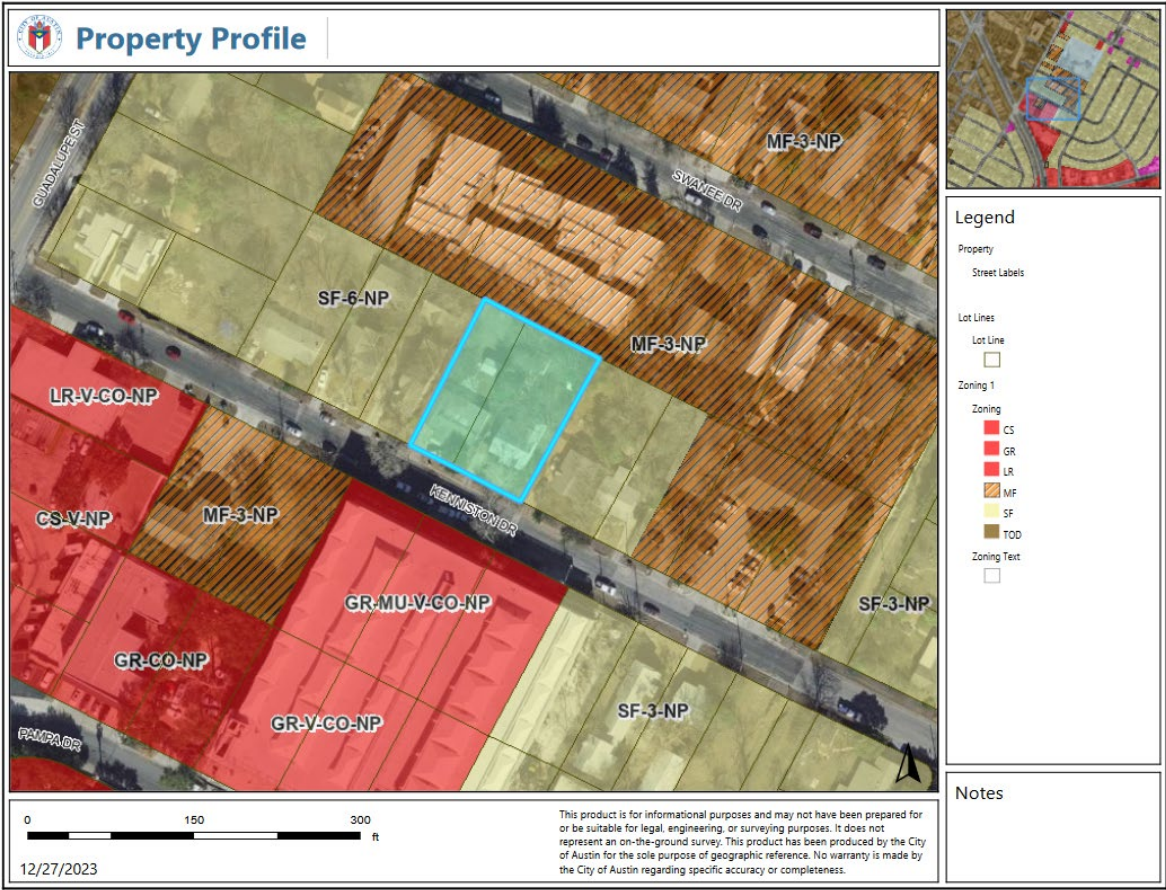 Property Profile
GUADALUPE ST
SWANEE DR
MF-3-NP
SF-6-NP
MF-3-NP
LR-V-CO-NP
KENNISTON DR
CS-V-NP
MF-3-NP
GR-MU-V-CO-NP
SF-3-NP
GR-CO-NP
SF-3-NP
GR-V-CO-NP
PAMPA DR
Legend
Property
Street Labels
Lot Lines
Lot Line
Zoning 1
Zoning
CS
GR
LR
MF
SF
TOD
Zoning Text
Notes
0 150 300
ft
12/27/2023
This product is for informational purposes and may not have been prepared for
or be suitable for legal, engineering, or surveying purposes. It does not
represent an on-the-ground survey. This product has been produced by the City
of Austin for the sole purpose of geographic reference. No warranty is made by
the City of Austin regarding specific accuracy or completeness.